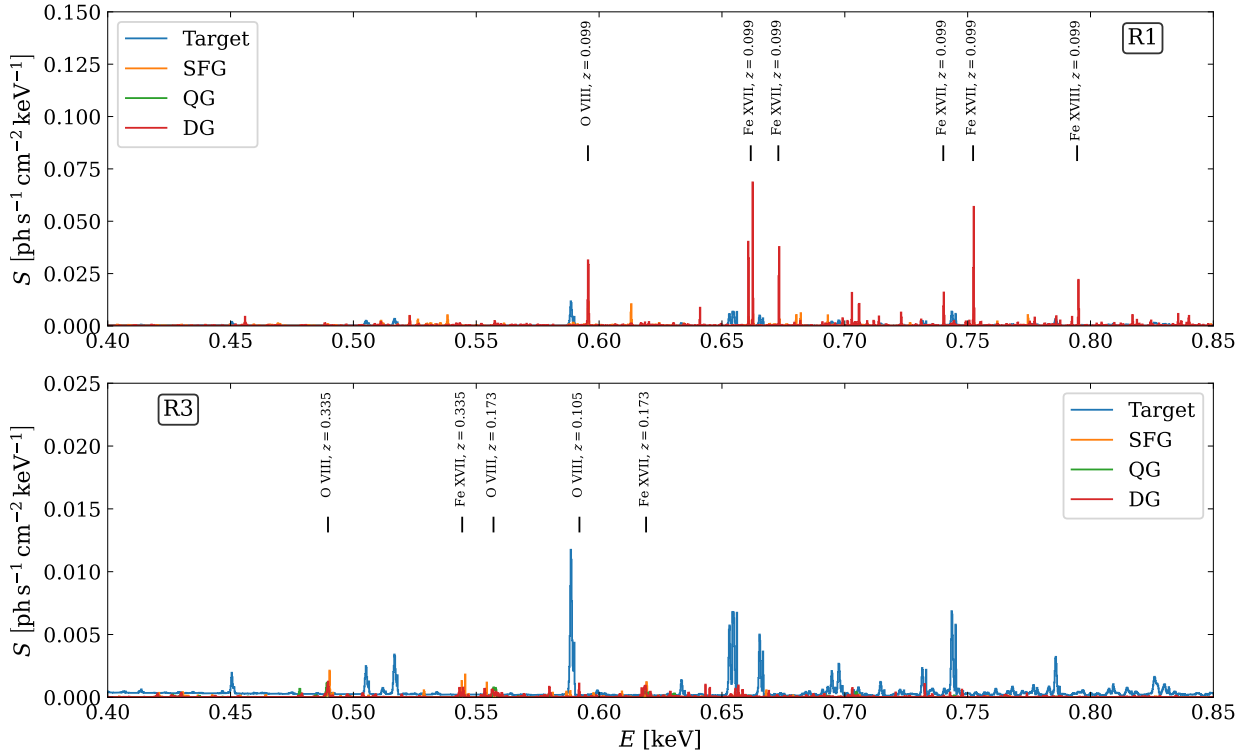 0.150
0.125
0.100
0.075
0.050
0.025
0.000
S [ph s⁻¹ cm⁻² keV⁻¹]
Target
SFG
QG
DG
O VIII, z = 0.099
Fe XVII, z = 0.099
Fe XVII, z = 0.099
Fe XVII, z = 0.099
Fe XVII, z = 0.099
Fe XVIII, z = 0.099
R1
0.40 0.45 0.50 0.55 0.60 0.65 0.70 0.75 0.80 0.85
0.025
0.020
0.015
0.010
0.005
0.000
S [ph s⁻¹ cm⁻² keV⁻¹]
R3
O VIII, z = 0.335
Fe XVII, z = 0.335
O VIII, z = 0.173
O VIII, z = 0.105
Fe XVII, z = 0.173
Target
SFG
QG
DG
0.40 0.45 0.50 0.55 0.60 0.65 0.70 0.75 0.80 0.85
E [keV]